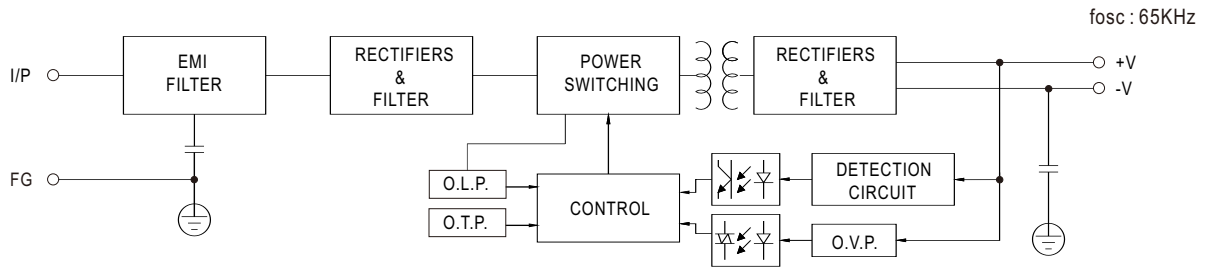 fosc : 65KHz
I/P
EMI
FILTER
RECTIFIERS
&
FILTER
POWER
SWITCHING
RECTIFIERS
&
FILTER
+V
-V
FG
O.L.P.
O.T.P.
CONTROL
DETECTION
CIRCUIT
O.V.P.